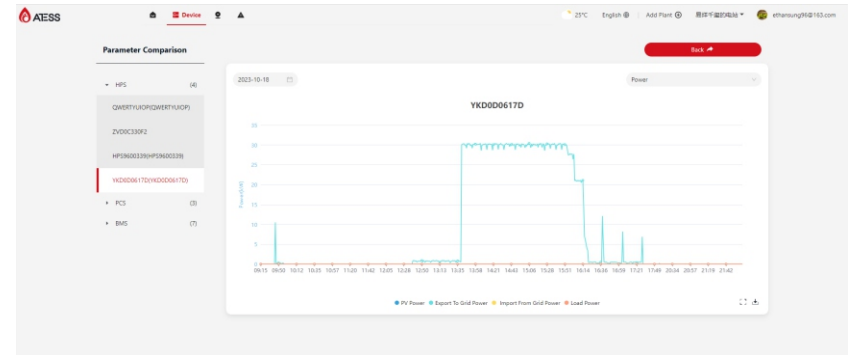 ATESS
Device
25°C
English
Add Plant
ethansung96@163.com
Parameter Comparison
Back
HPS (4)
QWERTYUIOP(QWERTYUIOP)
ZVD0C330F2
HPS9600339(HPS9600339)
YKD0D0617D(YKD0D0617D)
PCS (3)
BMS (7)
2023-10-18
Power
YKD0D0617D
35
30
25
20
15
10
5
0
09:15 09:50 10:12 10:35 10:57 11:20 11:42 12:05 12:28 12:50 13:13 13:35 13:58 14:21 14:43 15:06 15:28 15:51 16:14 16:36 16:59 17:21 17:48 20:34 20:57 21:19 21:42
PV Power Export To Grid Power Import From Grid Power Load Power